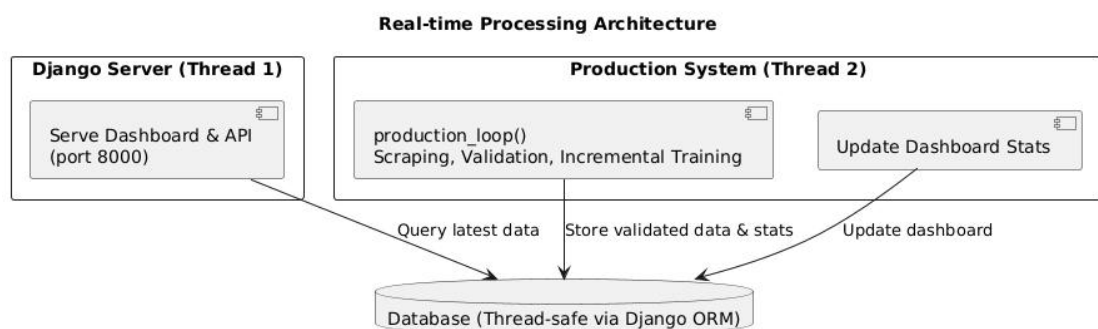 Real-time Processing Architecture
Django Server (Thread 1)
Production System (Thread 2)
Serve Dashboard & API
(port 8000)
production_loop()
Scraping, Validation, Incremental Training
Update Dashboard Stats
Query latest data
Store validated data & stats
Update dashboard
Database (Thread-safe via Django ORM)